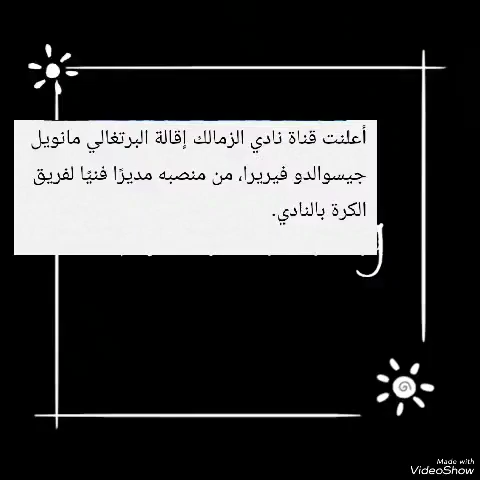 أعلنت قناة نادي الزمالك إقالة البرتغالي مانويل
جيسوالدو فيريرا، من منصبه مديرًا فنيًا لفريق
الكرة بالنادي.
Made with
VideoShow